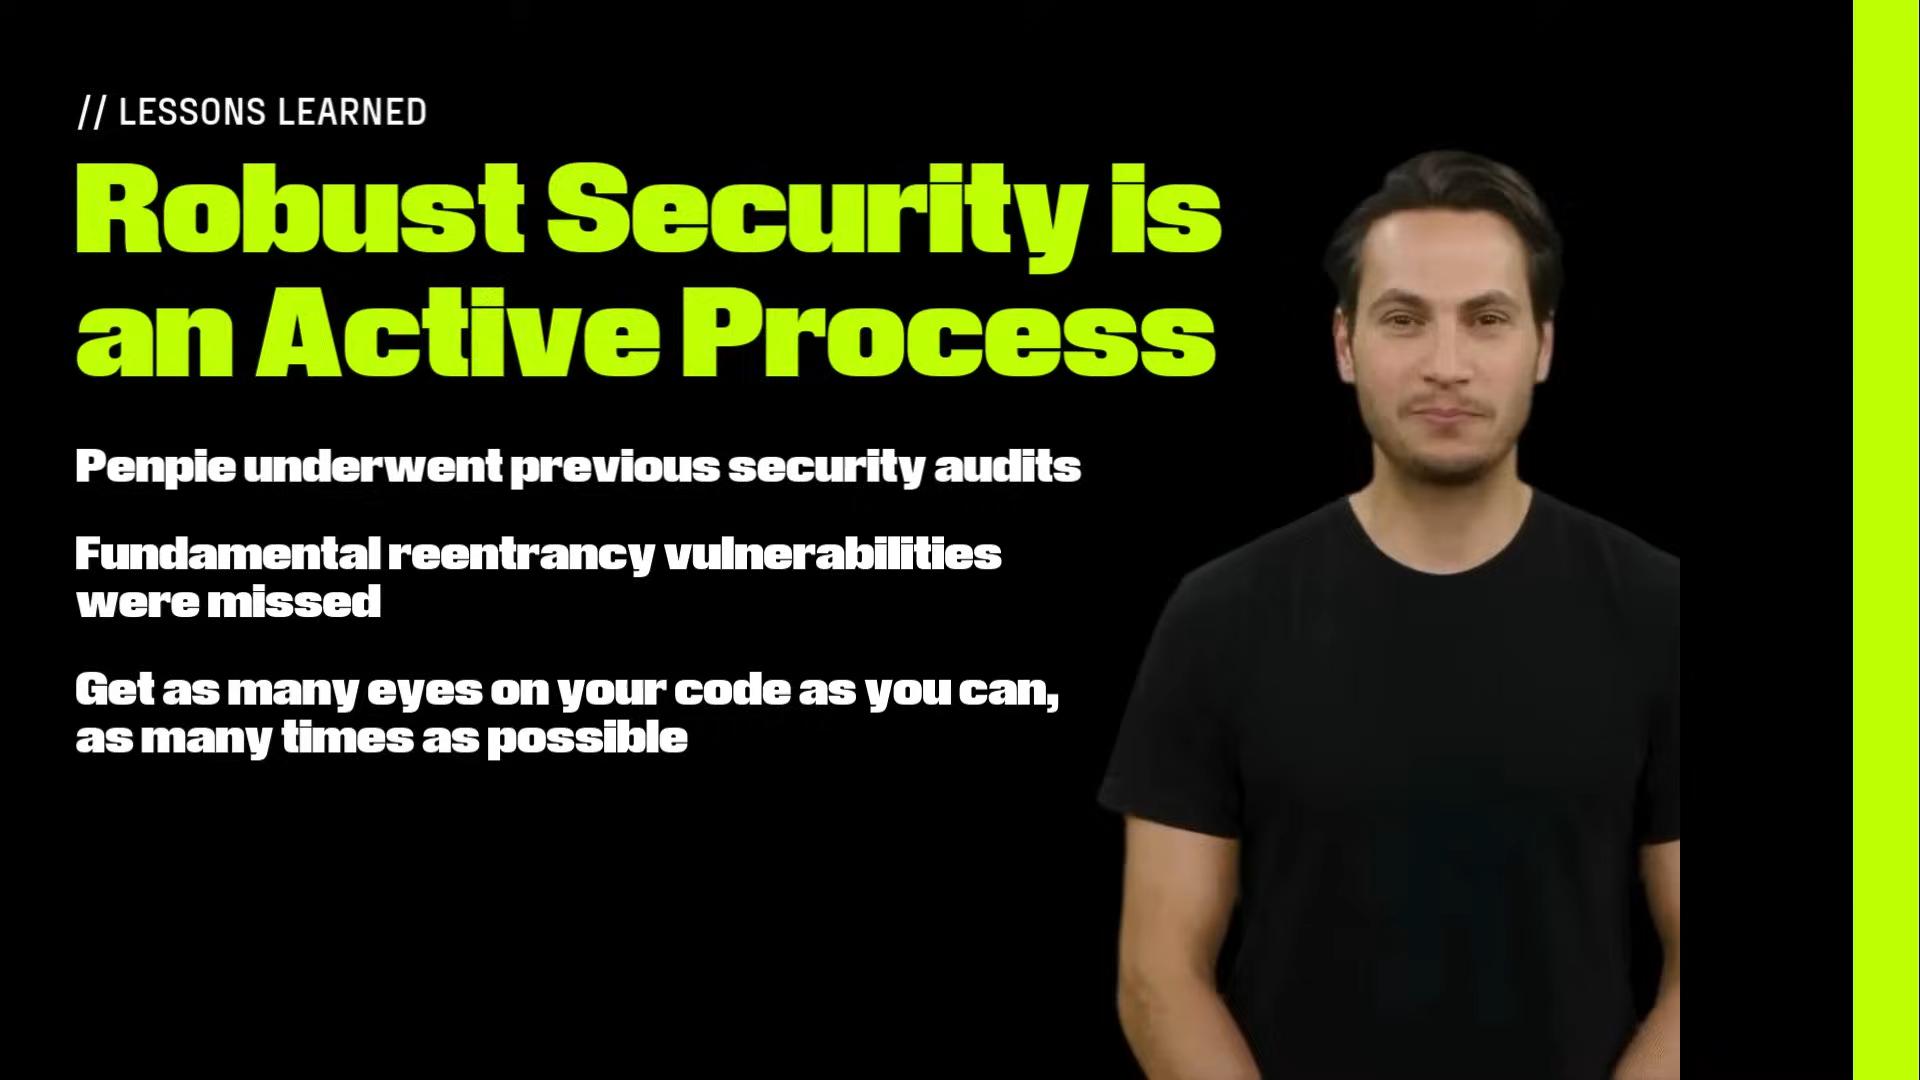 // LESSONS LEARNED
Robust Security is
an Active Process
Penpie underwent previous security audits
Fundamental reentrancy vulnerabilities
were missed
Get as many eyes on your code as you can,
as many times as possible